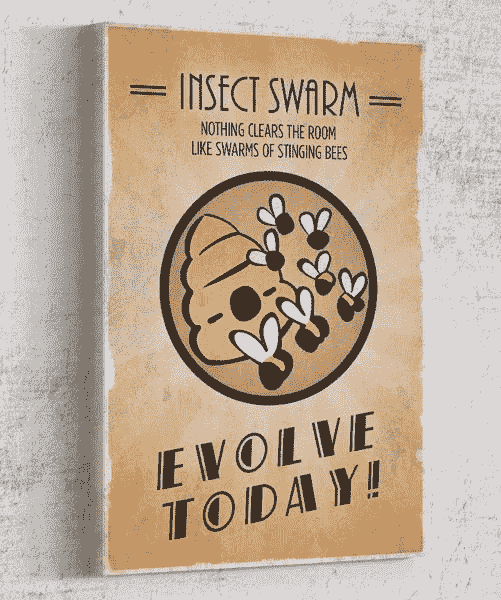 INSECT SWARM
NOTHING CLEARS THE ROOM
LIKE SWARMS OF STINGING BEES
EVOLVE
TODAY!!